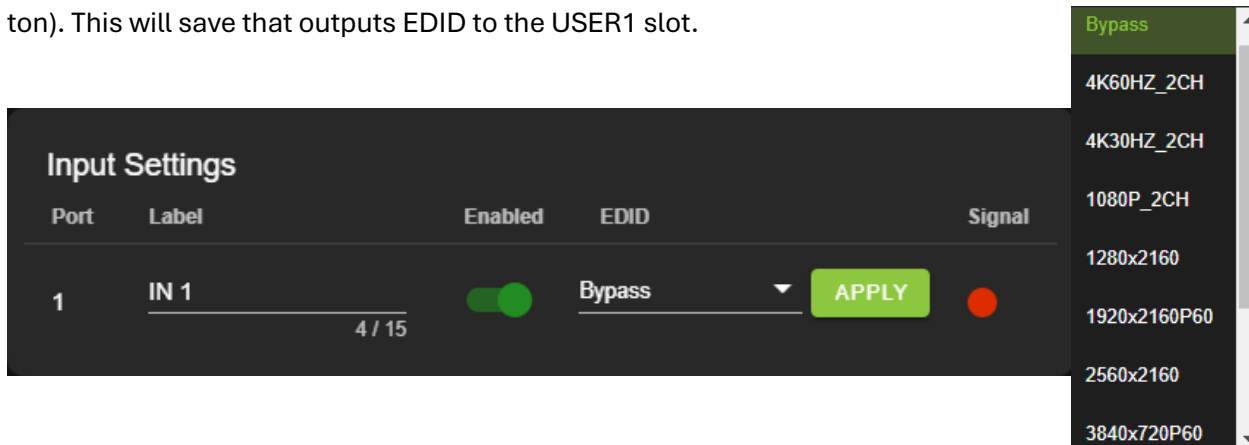 ton). This will save that outputs EDID to the USER1 slot.
Input Settings
Port Label Enabled EDID Signal
1 IN 1 Bypass APPLY
4 / 15
Bypass
4K60HZ_2CH
4K30HZ_2CH
1080P_2CH
1280x2160
1920x2160P60
2560x2160
3840x720P60